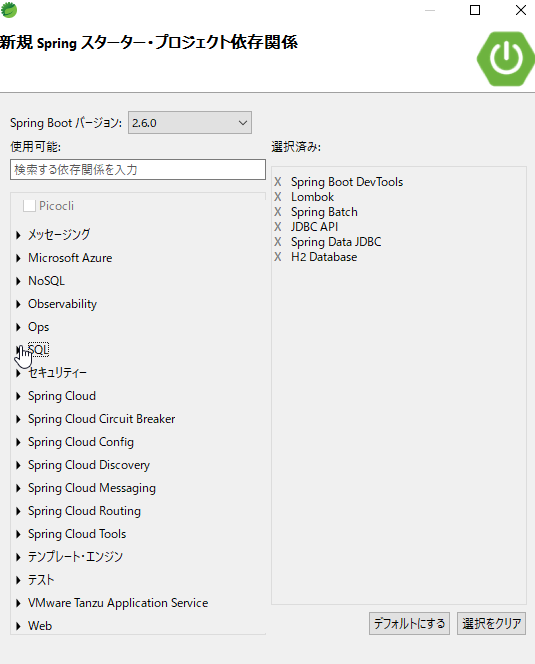 新規 Spring スターター・プロジェクト依存関係
Spring Boot バージョン: 2.6.0
使用可能:
検索する依存関係を入力
Picocli
メッセージング
Microsoft Azure
NoSQL
Observability
Ops
SQL
セキュリティー
Spring Cloud
Spring Cloud Circuit Breaker
Spring Cloud Config
Spring Cloud Discovery
Spring Cloud Messaging
Spring Cloud Routing
Spring Cloud Tools
テンプレート・エンジン
テスト
VMware Tanzu Application Service
Web
選択済み:
X Spring Boot DevTools
X Lombok
X Spring Batch
X JDBC API
X Spring Data JDBC
X H2 Database
デフォルトにする
選択をクリア